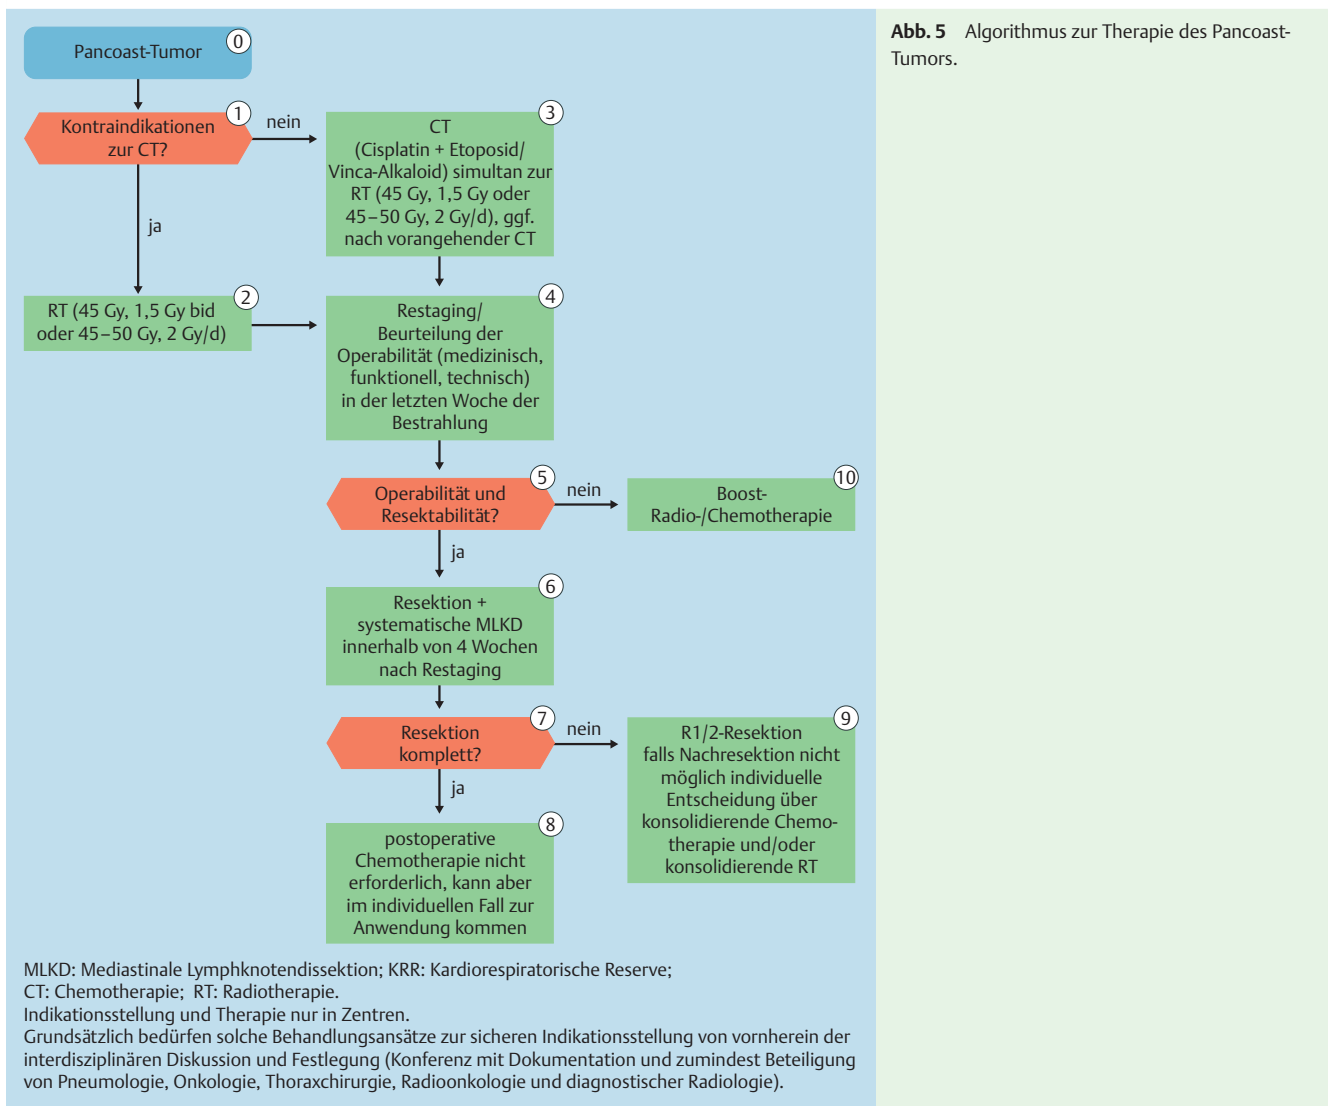 Pancoast-Tumor
0
Kontraindikationen
zur CT?
1
nein
ja
RT (45 Gy, 1,5 Gy bid
oder 45–50 Gy, 2 Gy/d)
2
CT
(Cisplatin + Etoposid/
Vinca-Alkaloid) simultan zur
RT (45 Gy, 1,5 Gy oder
45–50 Gy, 2 Gy/d), ggf.
nach vorangehender CT
3
Restaging/
Beurteilung der
Operabilität (medizinisch,
funktionell, technisch)
in der letzten Woche der
Bestrahlung
4
Operabilität und
Resektabilität?
5
nein
ja
Boost-
Radio-/Chemotherapie
10
Resektion +
systematische MLKD
innerhalb von 4 Wochen
nach Restaging
6
Resektion
komplett?
7
nein
ja
R1/2-Resektion
falls Nachresektion nicht
möglich individuelle
Entscheidung über
konsolidierende Chemo-
therapie und/oder
konsolidierende RT
9
postoperative
Chemotherapie nicht
erforderlich, kann aber
im individuellen Fall zur
Anwendung kommen
8
MLKD: Mediastinale Lymphknotendissektion; KRR: Kardiorespiratorische Reserve;
CT: Chemotherapie; RT: Radiotherapie.
Indikationsstellung und Therapie nur in Zentren.
Grundsätzlich bedürfen solche Behandlungsansätze zur sicheren Indikationsstellung von vornherein der
interdisziplinären Diskussion und Festlegung (Konferenz mit Dokumentation und zumindest Beteiligung
von Pneumologie, Onkologie, Thoraxchirurgie, Radioonkologie und diagnostischer Radiologie).
Abb. 5 Algorithmus zur Therapie des Pancoast-
Tumors.